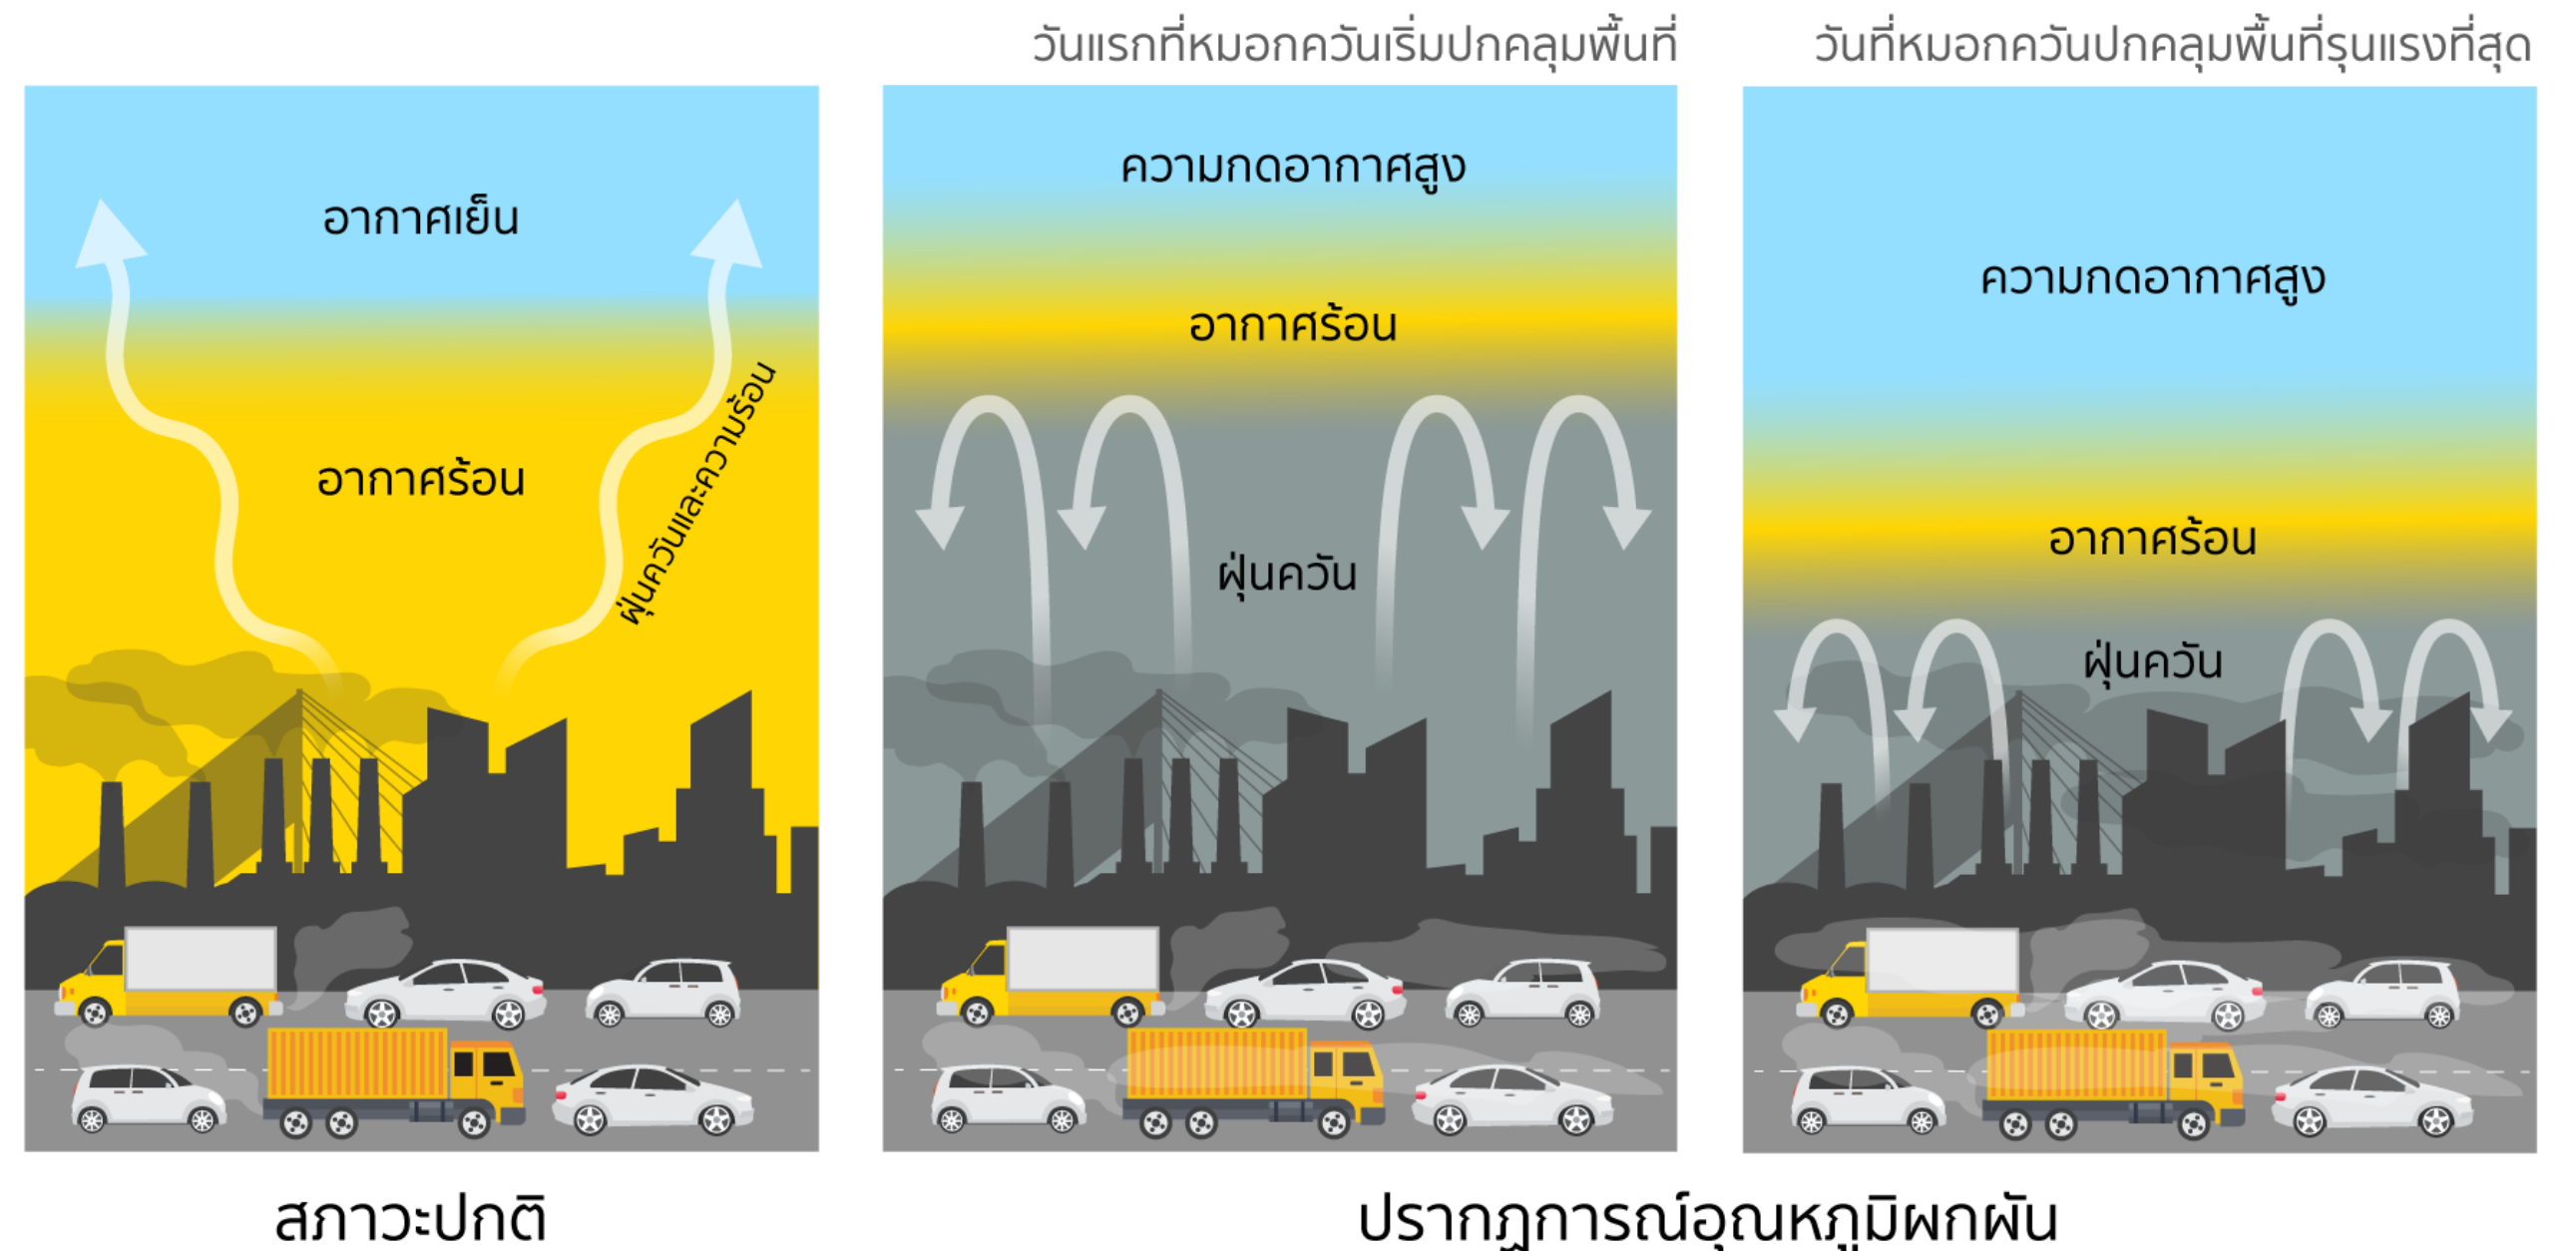 วันแรกที่หมอกควันเริ่มปกคลุมพื้นที่
วันที่หมอกควันปกคลุมพื้นที่รุนแรงที่สุด
อากาศเย็น
อากาศร้อน
ฝุ่นควันและความร้อน
ความกดอากาศสูง
อากาศร้อน
ฝุ่นควัน
ความกดอากาศสูง
อากาศร้อน
ฝุ่นควัน
สภาวะปกติ
ปรากฏการณ์อุณหภูมิผกผัน